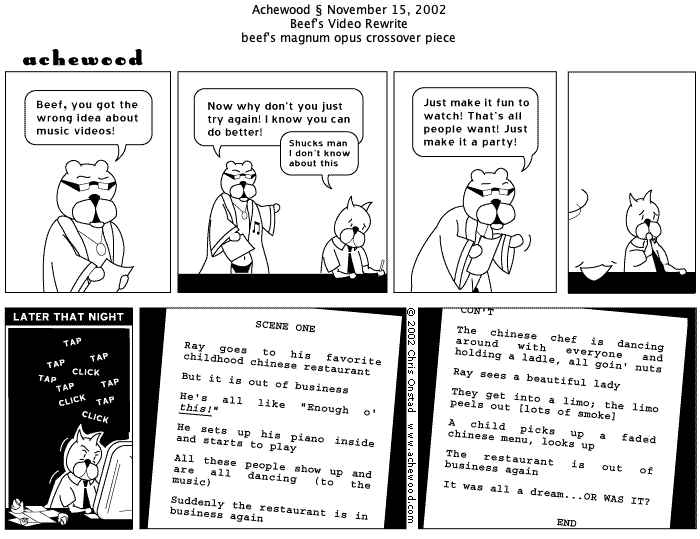 Achewood § November 15, 2002
Beef's Video Rewrite
beef's magnum opus crossover piece
achewood
Beef, you got the
wrong idea about
music videos!
Now why don't you just
try again! I know you can
do better!
Shucks man
I don't know
about this
Just make it fun to
watch! That's all
people want! Just
make it a party!
LATER THAT NIGHT
TAP
TAP
TAP
CLICK
TAP
TAP
TAP
CLICK
TAP
CLICK
SCENE ONE
Ray goes to his favorite
childhood chinese restaurant
But it is out of business
He's all like "Enough o'
this!"
He sets up his piano inside
and starts to play
All these people show up and
are all dancing (to the
music)
Suddenly the restaurant is in
business again
© 2002 Chris Onstad www.achewood.com
CON'T
The chinese chef is dancing
around with everyone and
holding a ladle, all goin' nuts
Ray sees a beautiful lady
They get into a limo; the limo
peels out [lots of smoke]
A child picks up a faded
chinese menu, looks up
The restaurant is out of
business again
It was all a dream...OR WAS IT?
END